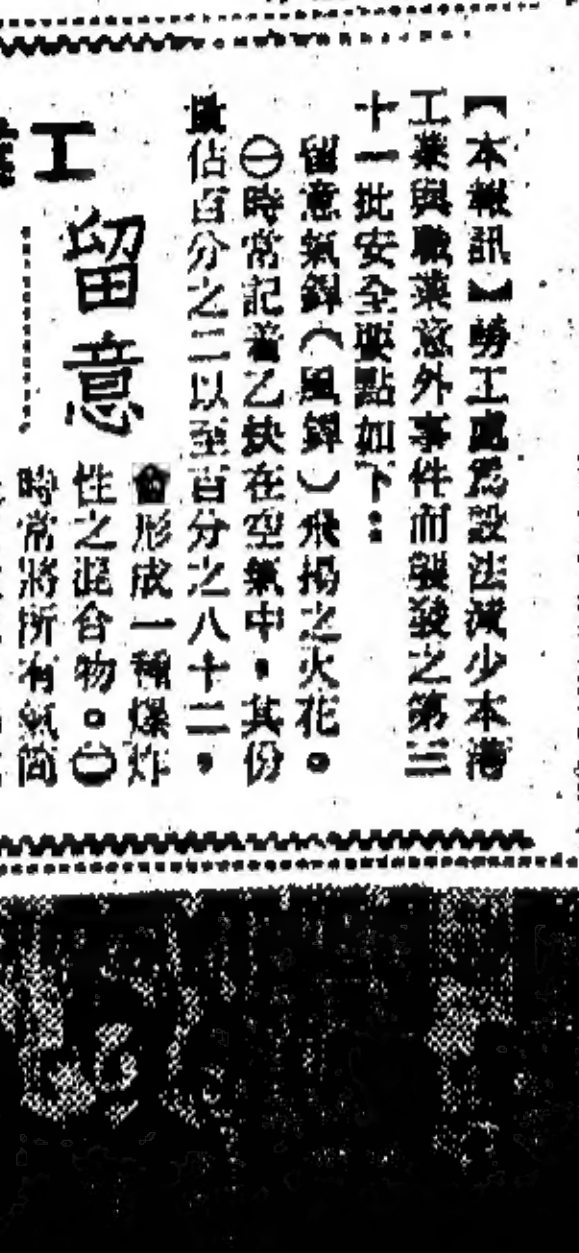 【本報訊】勞工處為設法減少本港
工業與職業意外事件而頒發之第三
十一批安全要點如下：
留意氣銲（風銲）飛揚之火花。
㊀時常記着乙炔在空氣中，其份
量佔百分之二以至百分之八十二，
會形成一種爆炸
性之混合物。㊁
時常將所有氣筒
留意
工業